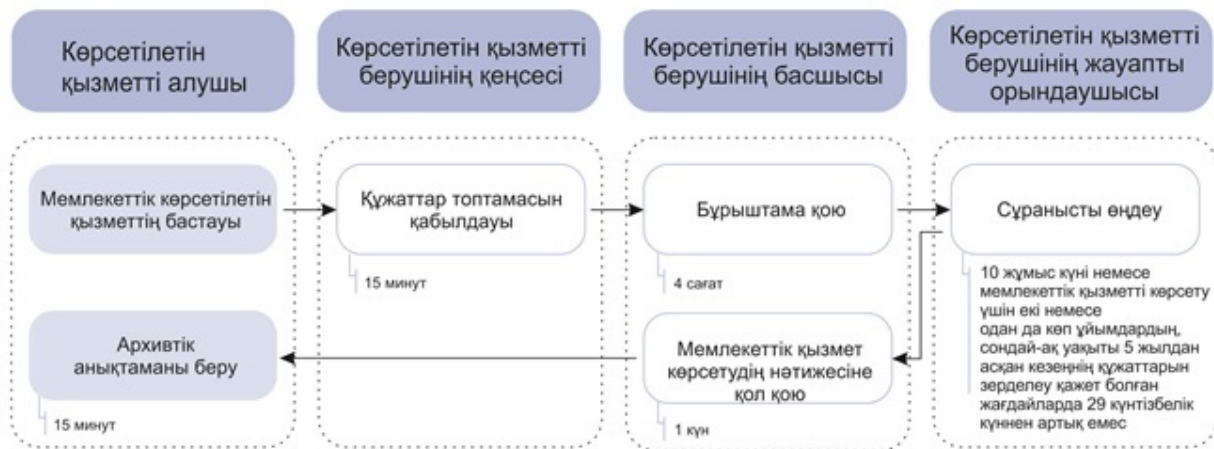 Көрсетілетін
қызметті алушы
Көрсетілетін қызметті
берушінің кеңсесі
Көрсетілетін қызметті
берушінің басшысы
Көрсетілетін қызметті
берушінің жауапты
орындаушысы
Мемлекеттік көрсетілетін
қызметтің бастауы
Құжаттар топтамасын
қабылдауы
15 минут
Бұрыштама қою
4 сағат
Сұранысты өңдеу
10 жұмыс күні немесе
мемлекеттік қызметті көрсету
үшін екі немесе
одан да көп ұйымдардың,
сондай-ақ уақыты 5 жылдан
асқан кезеңнің құжаттарын
зерделеу қажет болған
жағдайларда 29 күнтізбелік
күннен артық емес
Мемлекеттік қызмет
көрсетудің нәтижесіне
қол қою
1 күн
Архивтік
анықтаманы беру
15 минут